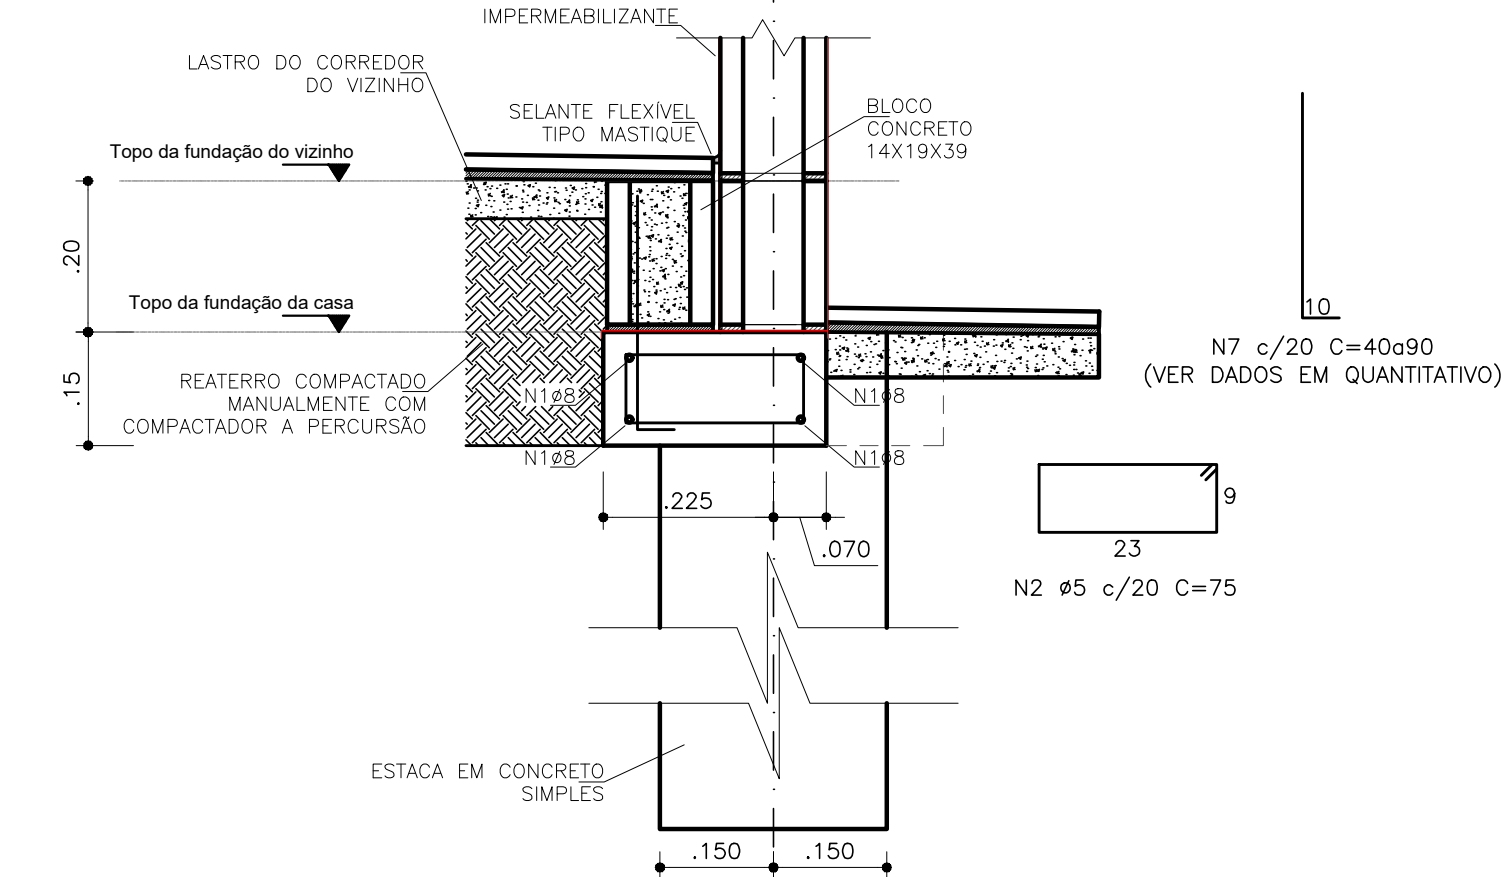 IMPERMEABILIZANTE
LASTRO DO CORREDOR
DO VIZINHO
SELANTE FLEXÍVEL
TIPO MASTIQUE
BLOCO
CONCRETO
14X19X39
Topo da fundação do vizinho
.20
Topo da fundação da casa
.15
REATERRO COMPACTADO
MANUALMENTE COM
COMPACTADOR A PERCURSÃO
N1ø8
N1ø8
N1ø8
N1ø8
10
N7 c/20 C=40a90
(VER DADOS EM QUANTITATIVO)
.225
.070
9
23
N2 ø5 c/20 C=75
ESTACA EM CONCRETO
SIMPLES
.150
.150